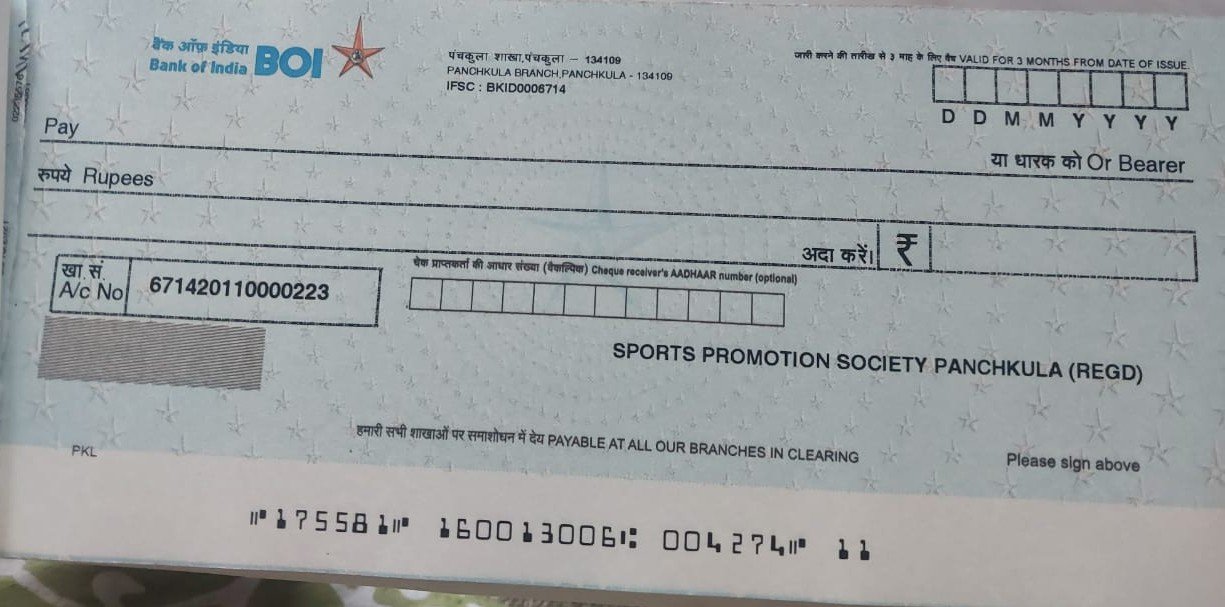 बैंक ऑफ़ इंडिया
Bank of India BOI
पंचकुला शाखा,पंचकुला – 134109
PANCHKULA BRANCH,PANCHKULA - 134109
IFSC : BKID0006714
जारी करने की तारीख से ३ माह के लिए वैध VALID FOR 3 MONTHS FROM DATE OF ISSUE.
D D M M Y Y Y Y
Pay
या धारक को Or Bearer
रुपये Rupees
अदा करें। ₹
खा.सं.
A/c No 671420110000223
चेक प्राप्तकर्ता की आधार संख्या (वैकल्पिक) Cheque receiver's AADHAAR number (optional)
SPORTS PROMOTION SOCIETY PANCHKULA (REGD)
हमारी सभी शाखाओं पर समाशोधन में देय PAYABLE AT ALL OUR BRANCHES IN CLEARING
PKL
Please sign above
⑈175581⑈ 160013006⑆ 004274⑈ 11